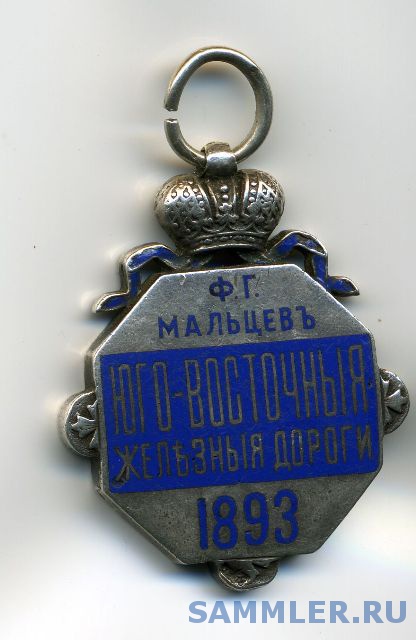 Ф.Г.
МАЛЬЦЕВЪ
ЮГО-ВОСТОЧНЫЯ
ЖЕЛѢЗНЫЯ ДОРОГИ
1893
SAMMLER.RU